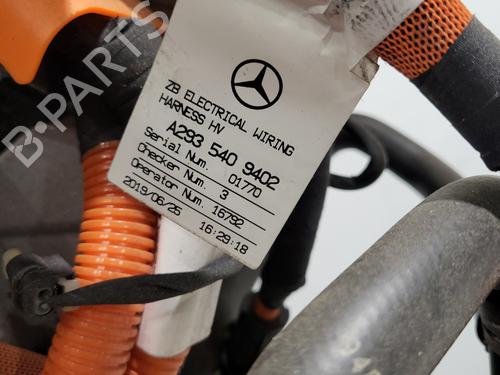 B-PARTS
ZB ELECTRICAL WIRING
HARNESS HV
A293 540 9402
Serial Num. 01770
Checker Num. 3
Operator Num. 16792
2019/06/25 16:29:18